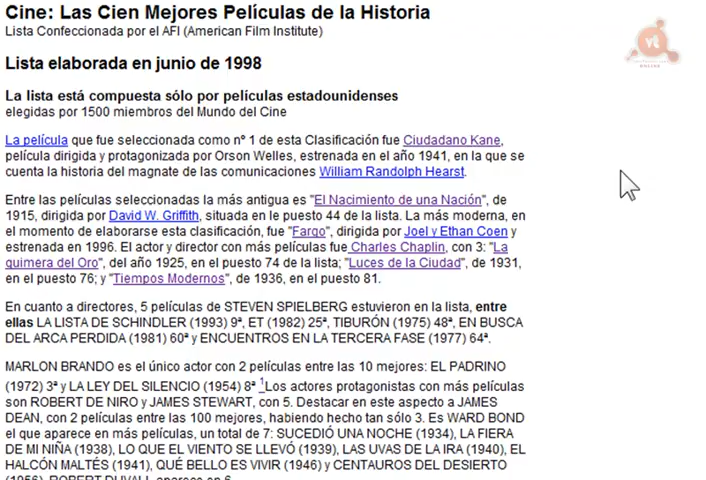 Cine: Las Cien Mejores Películas de la Historia
Lista Confeccionada por el AFI (American Film Institute)
Lista elaborada en junio de 1998
La lista está compuesta sólo por películas estadounidenses
elegidas por 1500 miembros del Mundo del Cine
La película que fue seleccionada como nº 1 de esta Clasificación fue Ciudadano Kane,
película dirigida y protagonizada por Orson Welles, estrenada en el año 1941, en la que se
cuenta la historia del magnate de las comunicaciones William Randolph Hearst.
Entre las películas seleccionadas la más antigua es "El Nacimiento de una Nación", de
1915, dirigida por David W. Griffith, situada en le puesto 44 de la lista. La más moderna, en
el momento de elaborarse esta clasificación, fue "Fargo", dirigida por Joel y Ethan Coen y
estrenada en 1996. El actor y director con más películas fue Charles Chaplin, con 3: "La
quimera del Oro", del año 1925, en el puesto 74 de la lista; "Luces de la Ciudad", de 1931,
en el puesto 76; y "Tiempos Modernos", de 1936, en el puesto 81.
En cuanto a directores, 5 películas de STEVEN SPIELBERG estuvieron en la lista, entre
ellas LA LISTA DE SCHINDLER (1993) 9ª, ET (1982) 25ª, TIBURÓN (1975) 48ª, EN BUSCA
DEL ARCA PERDIDA (1981) 60ª y ENCUENTROS EN LA TERCERA FASE (1977) 64ª.
MARLON BRANDO es el único actor con 2 películas entre las 10 mejores: EL PADRINO
(1972) 3ª y LA LEY DEL SILENCIO (1954) 8ª 1Los actores protagonistas con más películas
son ROBERT DE NIRO y JAMES STEWART, con 5. Destacar en este aspecto a JAMES
DEAN, con 2 películas entre las 100 mejores, habiendo hecho tan sólo 3. Es WARD BOND
el que aparece en más películas, un total de 7: SUCEDIÓ UNA NOCHE (1934), LA FIERA
DE MI NIÑA (1938), LO QUE EL VIENTO SE LLEVÓ (1939), LAS UVAS DE LA IRA (1940), EL
HALCÓN MALTÉS (1941), QUÉ BELLO ES VIVIR (1946) y CENTAUROS DEL DESIERTO
(1956). ROBERT DUVALL aparece en 6.